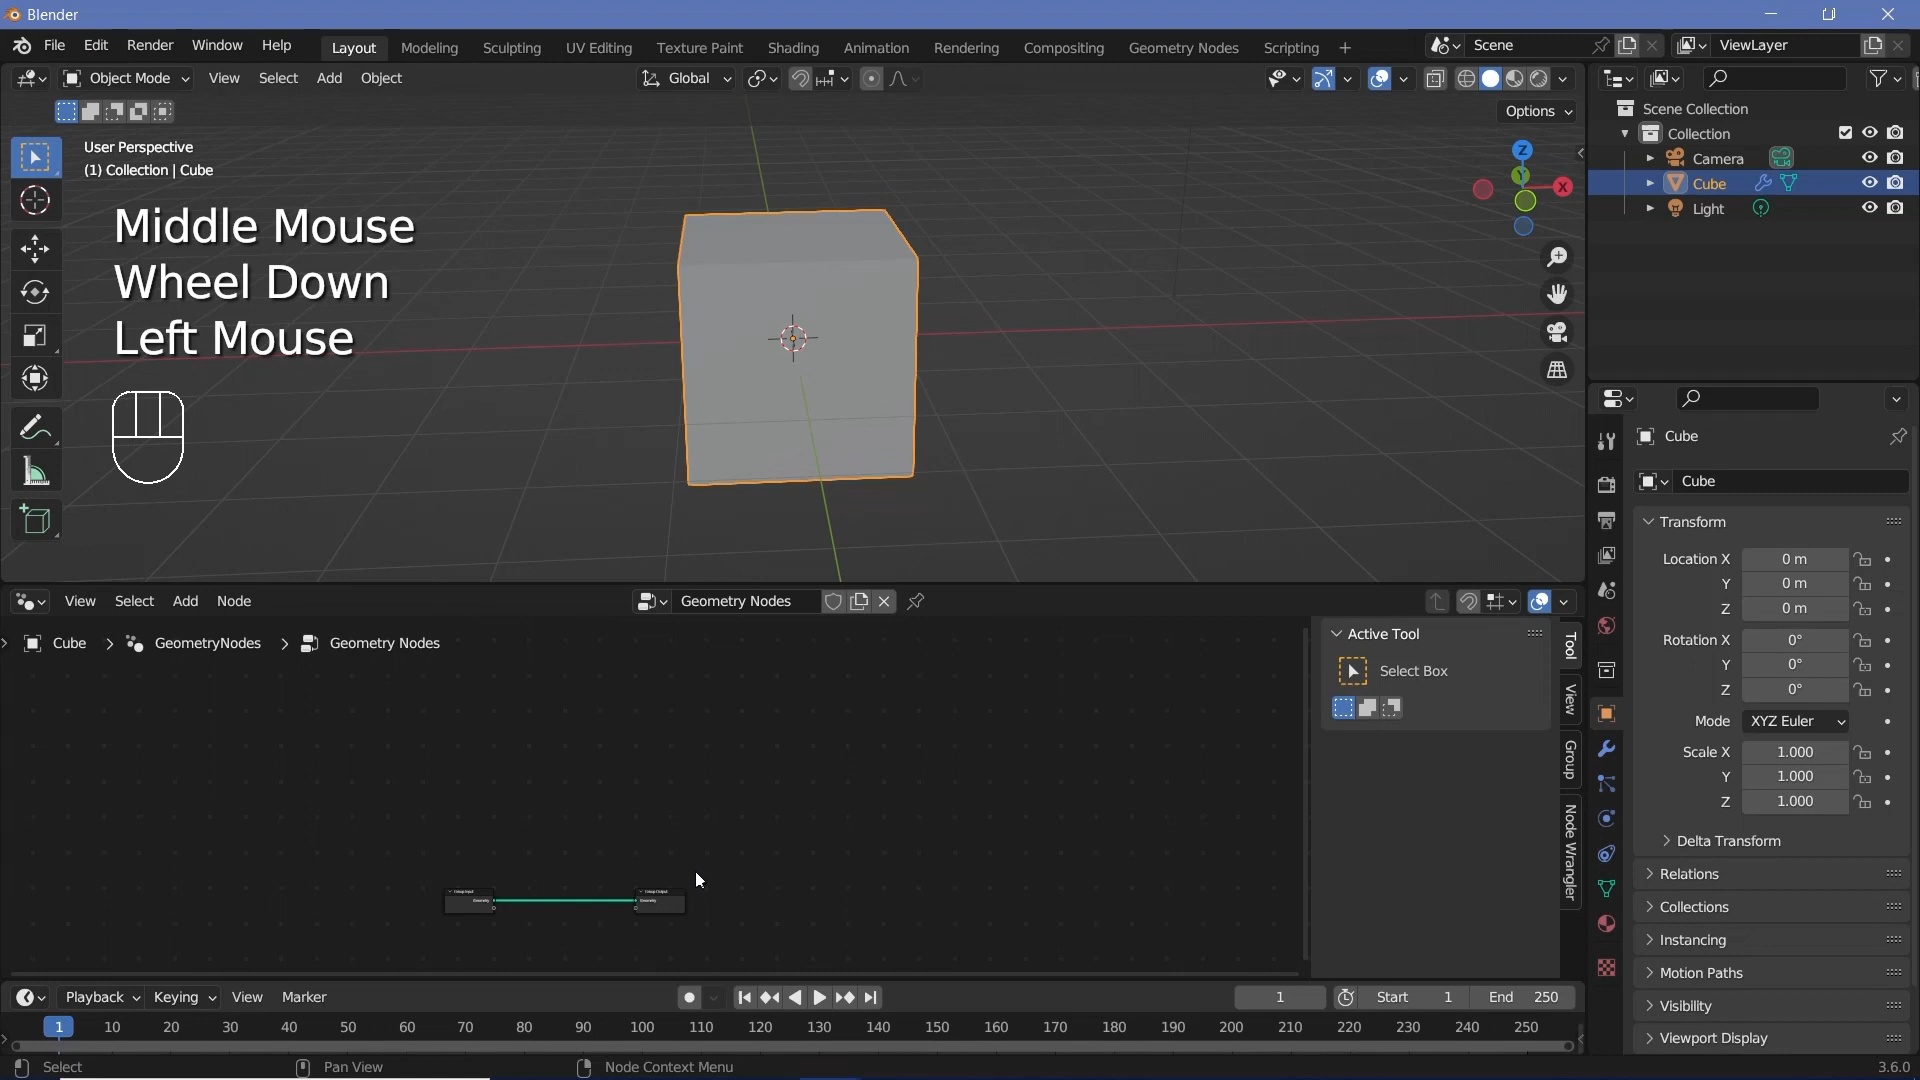 Blender
File Edit Render Window Help Layout Modeling Sculpting UV Editing Texture Paint Shading Animation Rendering Compositing Geometry Nodes Scripting + Scene ViewLayer
Object Mode View Select Add Object Global
Options
User Perspective
(1) Collection | Cube
Middle Mouse
Wheel Down
Left Mouse
Z
Y
X
Scene Collection
Collection
Camera
Cube
Light
Cube
Cube
Transform
Location X 0 m
Y 0 m
Z 0 m
Rotation X 0°
Y 0°
Z 0°
Mode XYZ Euler
Scale X 1.000
Y 1.000
Z 1.000
Delta Transform
Relations
Collections
Instancing
Motion Paths
Visibility
Viewport Display
View Select Add Node Geometry Nodes
Cube GeometryNodes Geometry Nodes
Active Tool
Select Box
Tool
View
Group
Node Wrangler
Group Input
Geometry
Group Output
Geometry
Playback Keying View Marker 1 Start 1 End 250
1 10 20 30 40 50 60 70 80 90 100 110 120 130 140 150 160 170 180 190 200 210 220 230 240 250
Select Pan View Node Context Menu 3.6.0